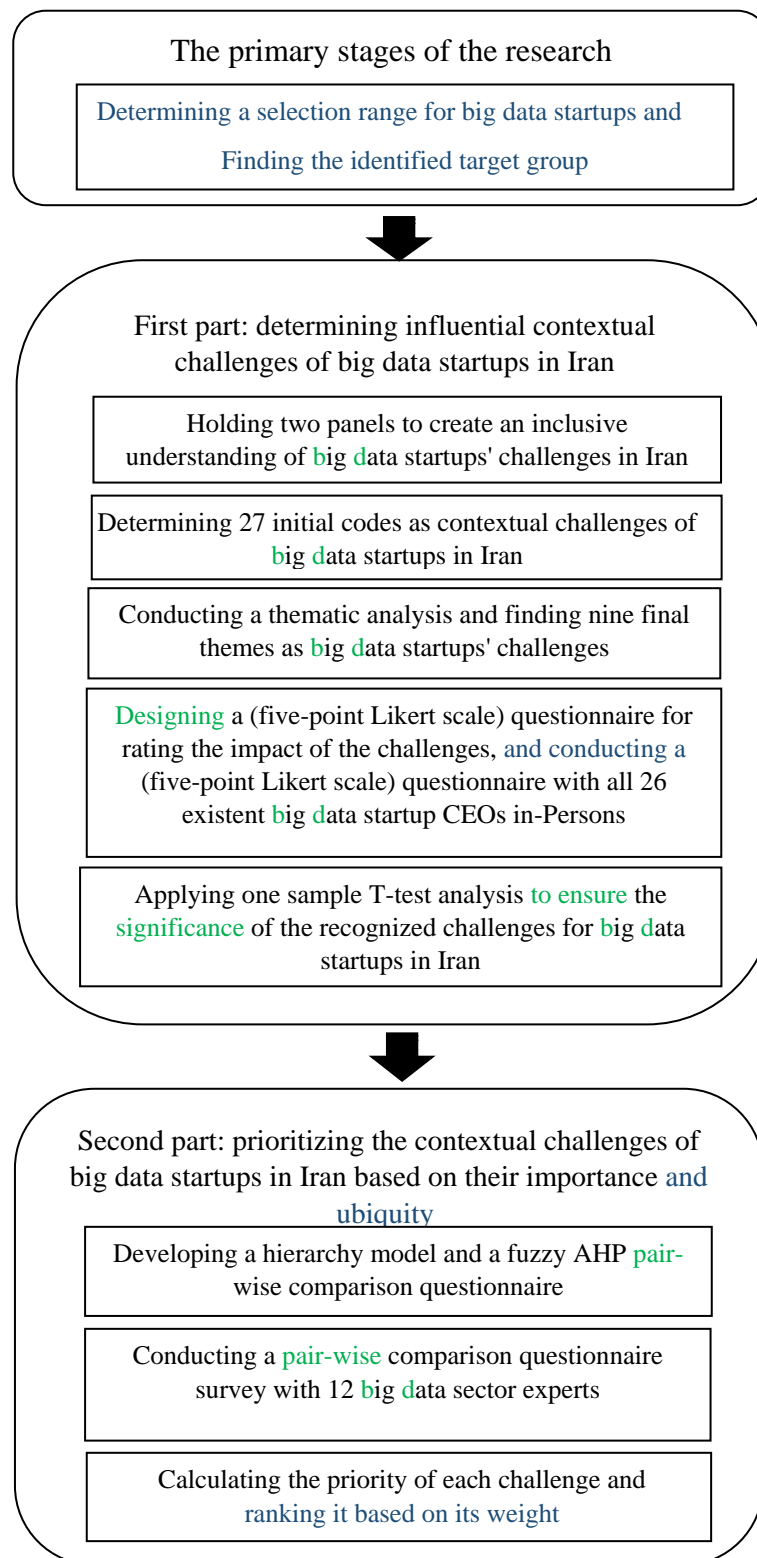 The primary stages of the research
Determining a selection range for big data startups and
Finding the identified target group
First part: determining influential contextual
challenges of big data startups in Iran
Holding two panels to create an inclusive
understanding of big data startups' challenges in Iran
Determining 27 initial codes as contextual challenges of
big data startups in Iran
Conducting a thematic analysis and finding nine final
themes as big data startups' challenges
Designing a (five-point Likert scale) questionnaire for
rating the impact of the challenges, and conducting a
(five-point Likert scale) questionnaire with all 26
existent big data startup CEOs in-Persons
Applying one sample T-test analysis to ensure the
significance of the recognized challenges for big data
startups in Iran
Second part: prioritizing the contextual challenges of
big data startups in Iran based on their importance and
ubiquity
Developing a hierarchy model and a fuzzy AHP pair-
wise comparison questionnaire
Conducting a pair-wise comparison questionnaire
survey with 12 big data sector experts
Calculating the priority of each challenge and
ranking it based on its weight